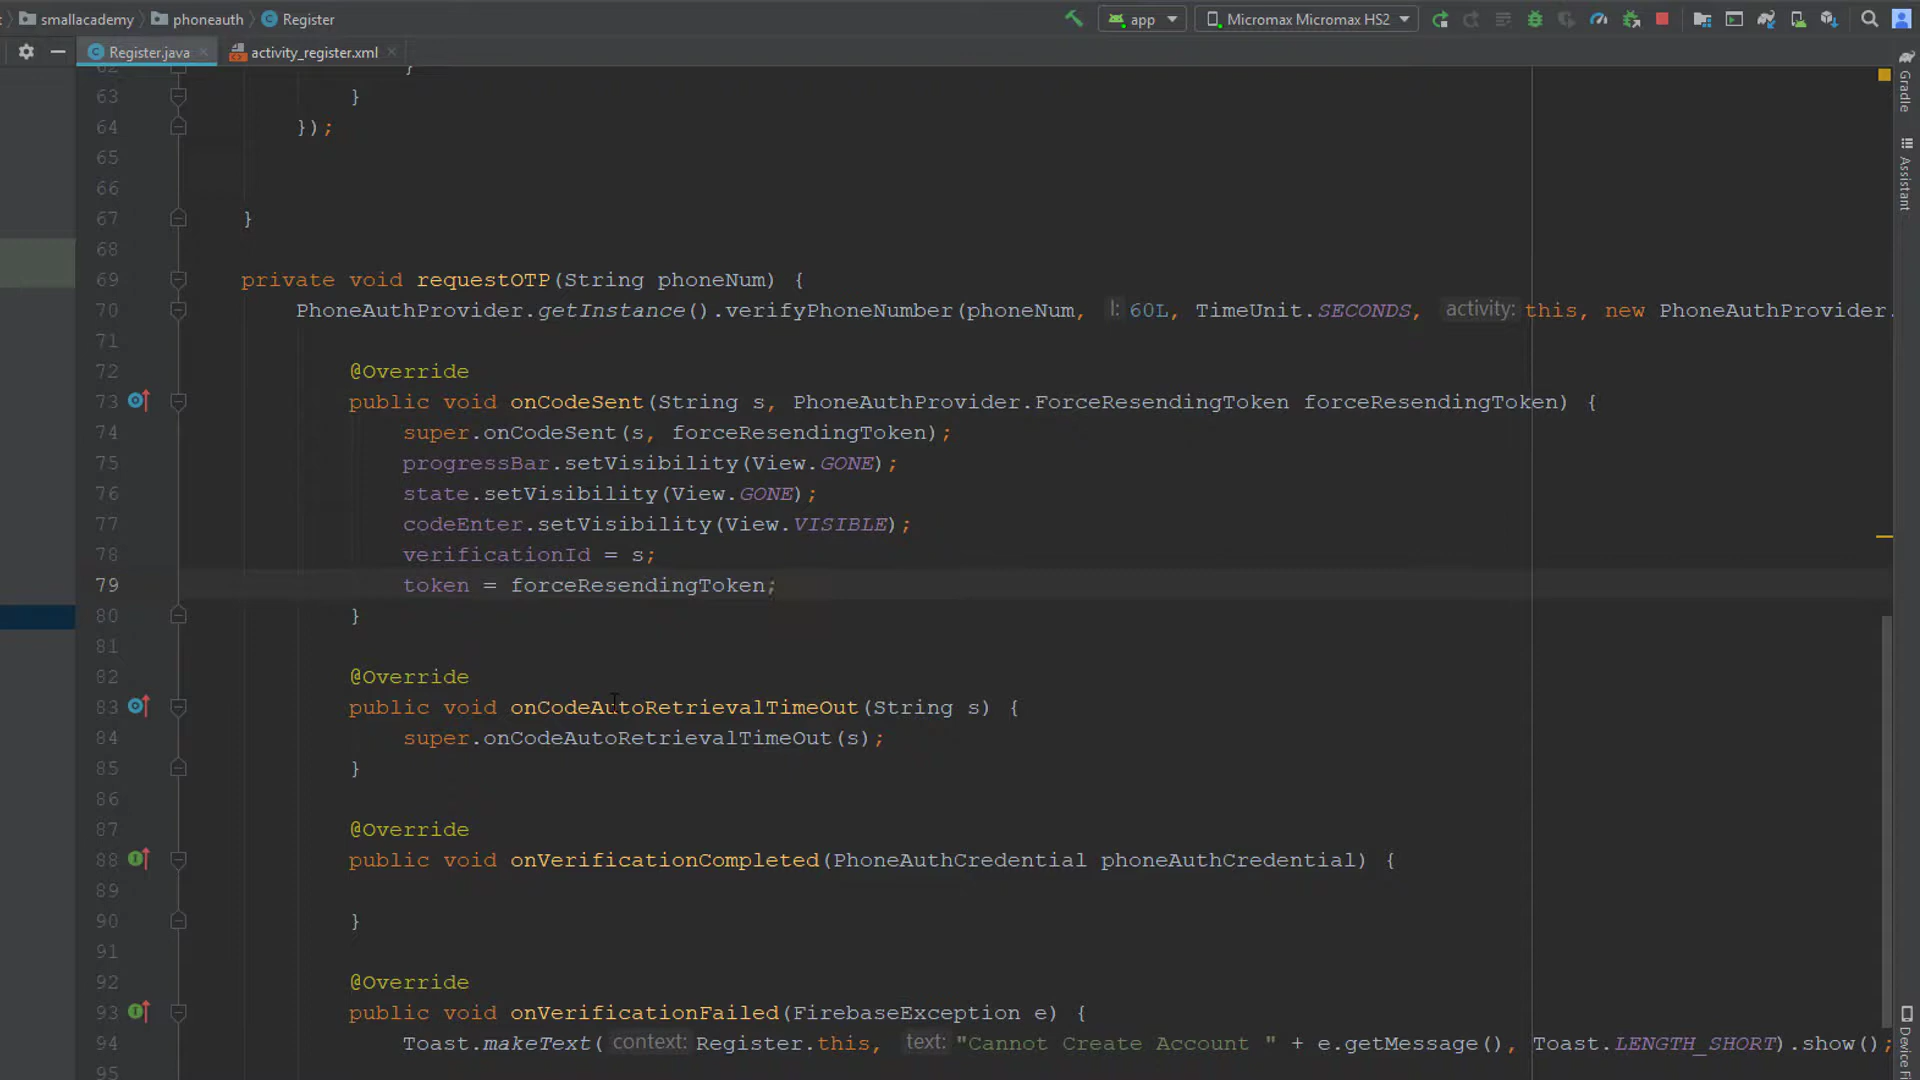 smallacademy phoneauth Register app Micromax Micromax HS2
Register.java activity_register.xml
62 }
63 }
64 });
65
66
67 }
68
69 private void requestOTP(String phoneNum) {
70 PhoneAuthProvider.getInstance().verifyPhoneNumber(phoneNum, l: 60L, TimeUnit.SECONDS, activity: this, new PhoneAuthProvider.
71
72 @Override
73 public void onCodeSent(String s, PhoneAuthProvider.ForceResendingToken forceResendingToken) {
74 super.onCodeSent(s, forceResendingToken);
75 progressBar.setVisibility(View.GONE);
76 state.setVisibility(View.GONE);
77 codeEnter.setVisibility(View.VISIBLE);
78 verificationId = s;
79 token = forceResendingToken;
80 }
81
82 @Override
83 public void onCodeAutoRetrievalTimeOut(String s) {
84 super.onCodeAutoRetrievalTimeOut(s);
85 }
86
87 @Override
88 public void onVerificationCompleted(PhoneAuthCredential phoneAuthCredential) {
89
90 }
91
92 @Override
93 public void onVerificationFailed(FirebaseException e) {
94 Toast.makeText( context: Register.this, text: "Cannot Create Account " + e.getMessage(), Toast.LENGTH_SHORT).show();
95
Gradle
Assistant
Device Fi